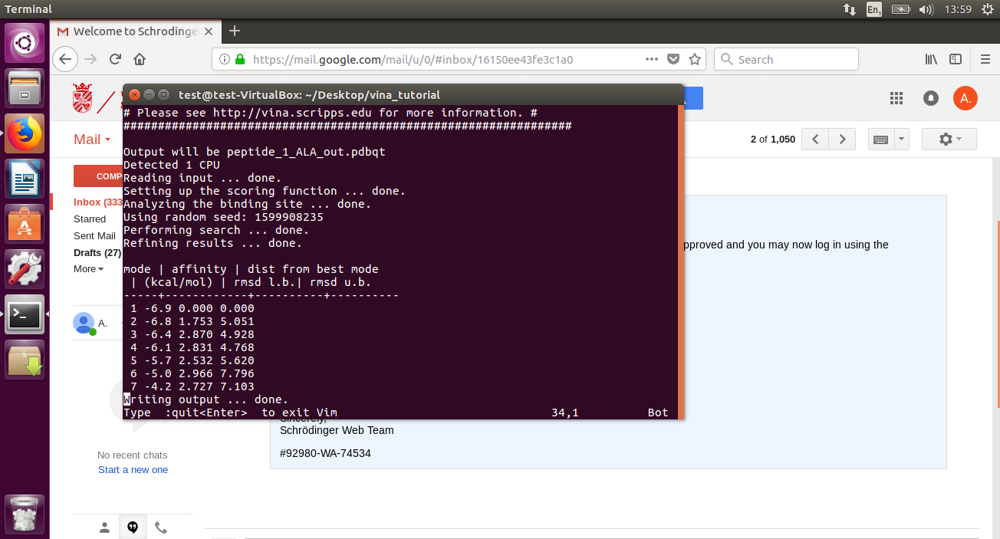 Terminal
En1
13:59
Welcome to Schrodinge
https://mail.google.com/mail/u/0/#inbox/16150ee43fe3c1a0
Search
A.
test@test-VirtualBox: ~/Desktop/vina_tutorial
Mail
2 of 1,050
COMP
Inbox (333
Starred
Sent Mail
Drafts (27)
More
A.
No recent chats
Start a new one
# Please see http://vina.scripps.edu for more information. #
#################################################################
Output will be peptide_1_ALA_out.pdbqt
Detected 1 CPU
Reading input ... done.
Setting up the scoring function ... done.
Analyzing the binding site ... done.
Using random seed: 1599908235
Performing search ... done.
Refining results ... done.
mode | affinity | dist from best mode
| (kcal/mol) | rmsd l.b.| rmsd u.b.
-----+------------+----------+----------
1 -6.9 0.000 0.000
2 -6.8 1.753 5.051
3 -6.4 2.870 4.928
4 -6.1 2.831 4.768
5 -5.7 2.532 5.620
6 -5.0 2.966 7.796
7 -4.2 2.727 7.103
Writing output ... done.
Type :quit<Enter> to exit Vim 34,1 Bot
pproved and you may now log in using the
Sincerely,
Schrödinger Web Team
#92980-WA-74534